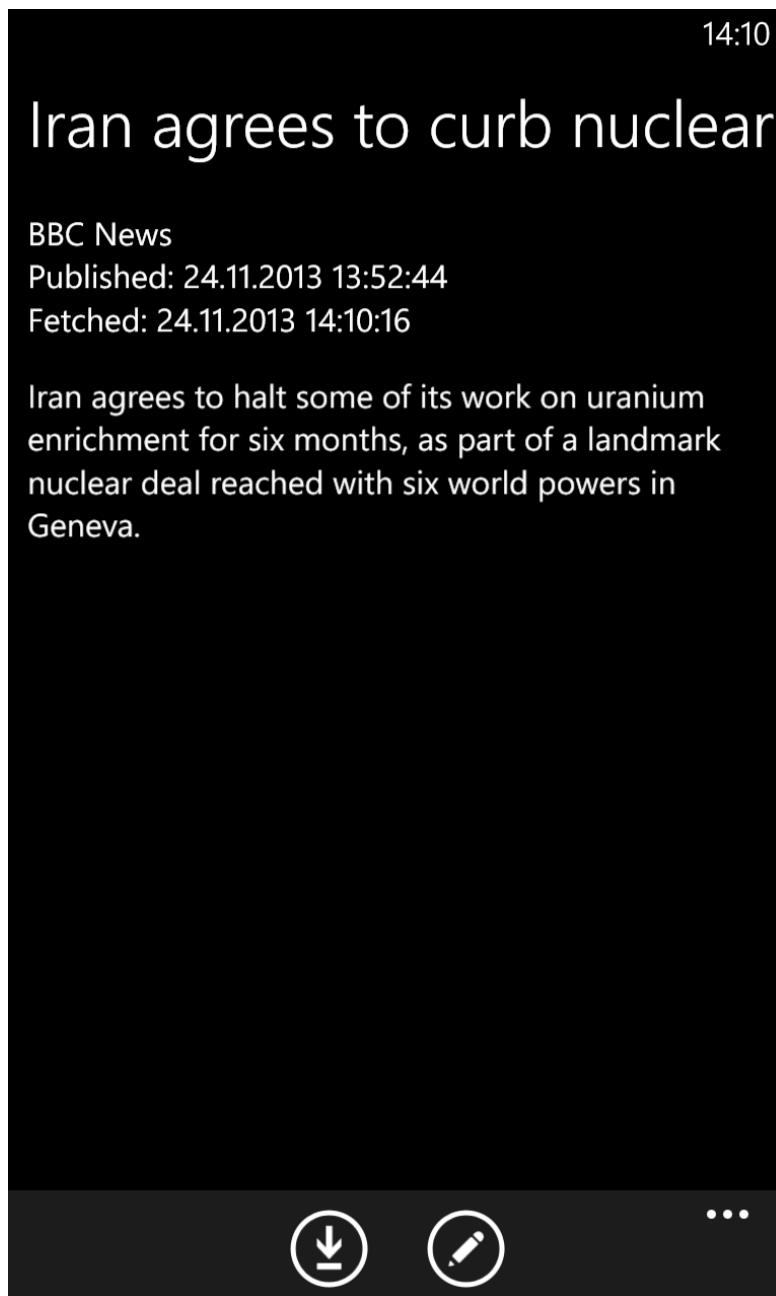 14:10
Iran agrees to curb nuclear
BBC News
Published: 24.11.2013 13:52:44
Fetched: 24.11.2013 14:10:16
Iran agrees to halt some of its work on uranium
enrichment for six months, as part of a landmark
nuclear deal reached with six world powers in
Geneva.